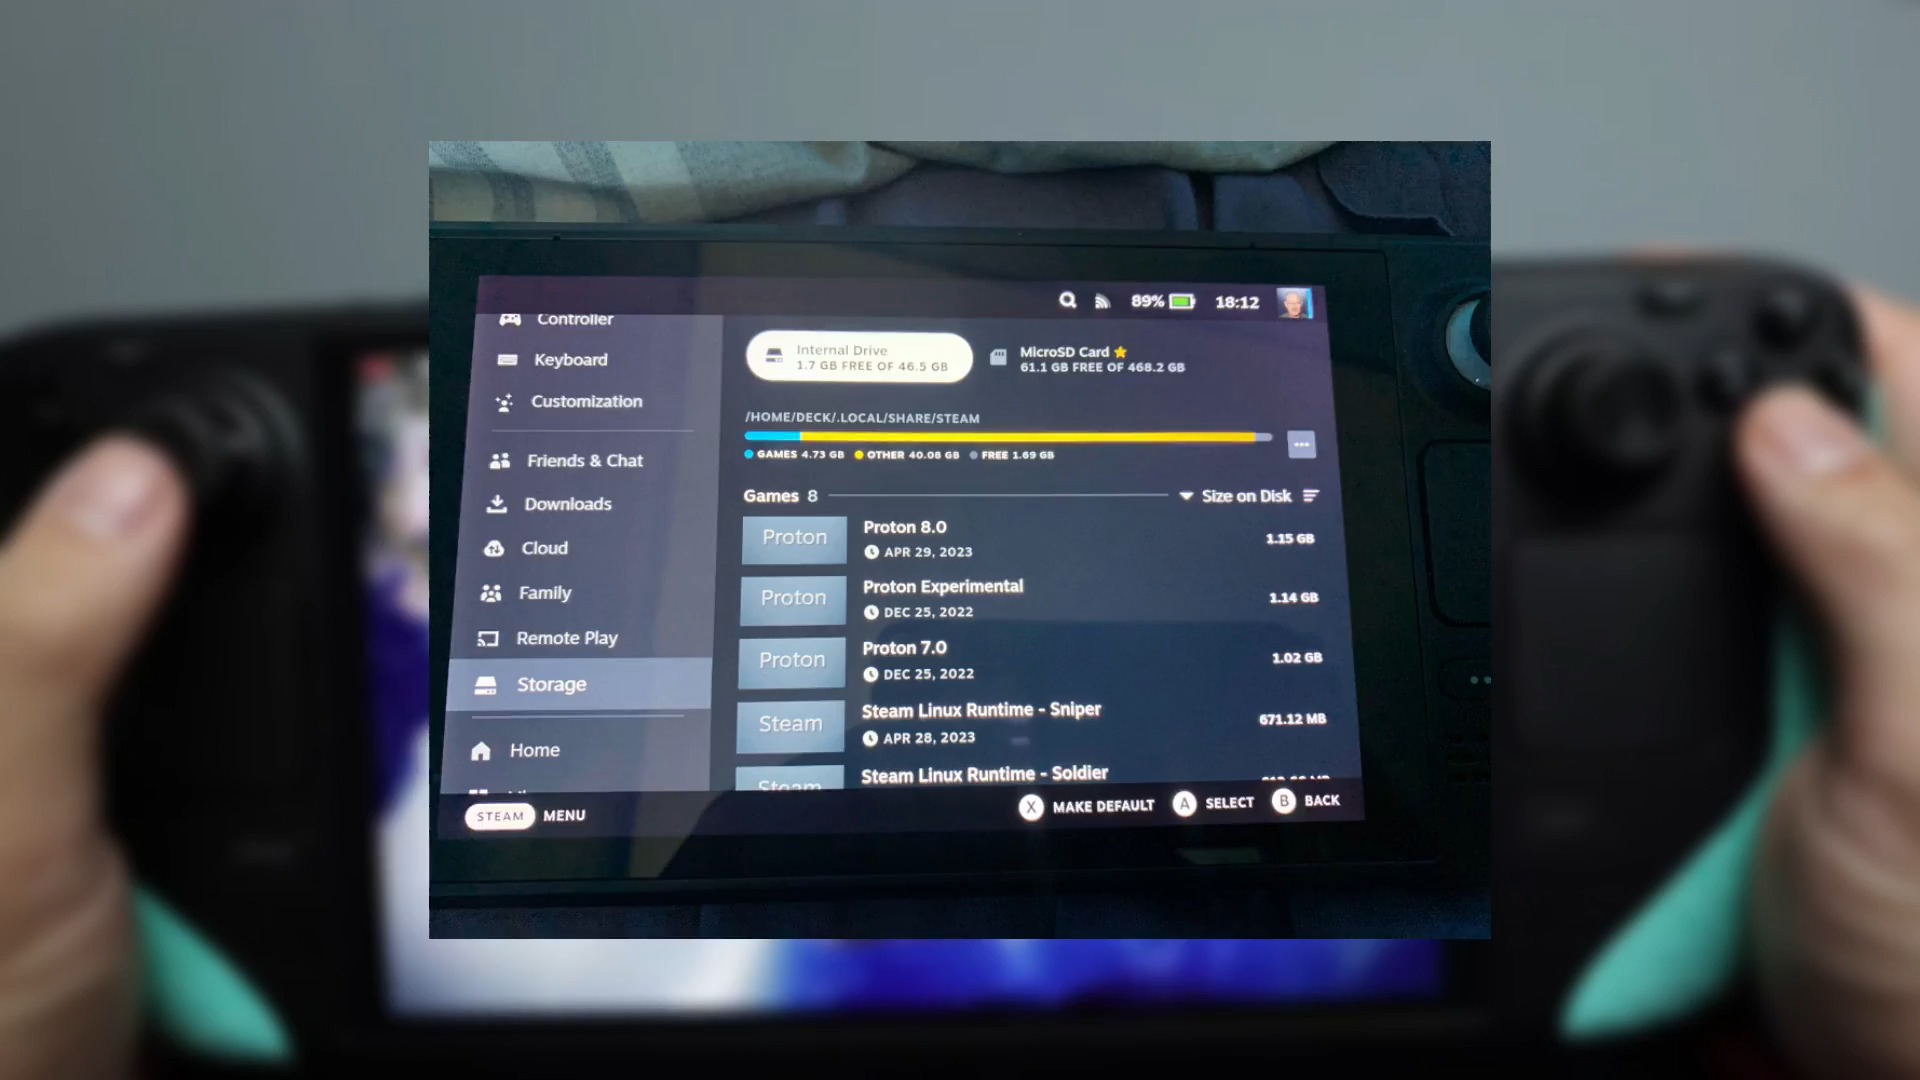 89% 18:12
Controller
Keyboard
Customization
Friends & Chat
Downloads
Cloud
Family
Remote Play
Storage
Home
Internal Drive
1.7 GB FREE OF 46.5 GB
MicroSD Card
61.1 GB FREE OF 468.2 GB
/HOME/DECK/.LOCAL/SHARE/STEAM
GAMES 4.73 GB OTHER 40.08 GB FREE 1.69 GB
Games 8 Size on Disk
Proton Proton 8.0 1.15 GB
APR 29, 2023
Proton Proton Experimental 1.14 GB
DEC 25, 2022
Proton Proton 7.0 1.02 GB
DEC 25, 2022
Steam Steam Linux Runtime - Sniper 671.12 MB
APR 28, 2023
Steam Steam Linux Runtime - Soldier
STEAM MENU X MAKE DEFAULT A SELECT B BACK